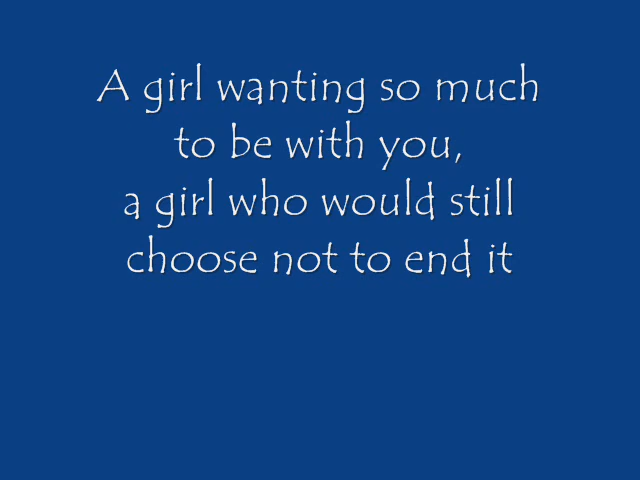 A girl wanting so much
to be with you,
a girl who would still
choose not to end it